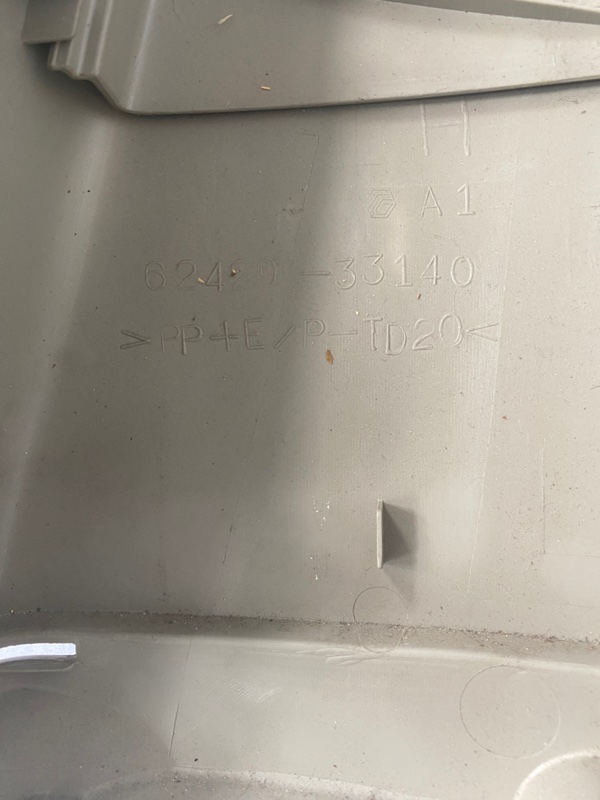 H
A1
-33140
>PP+E/P-TD20<